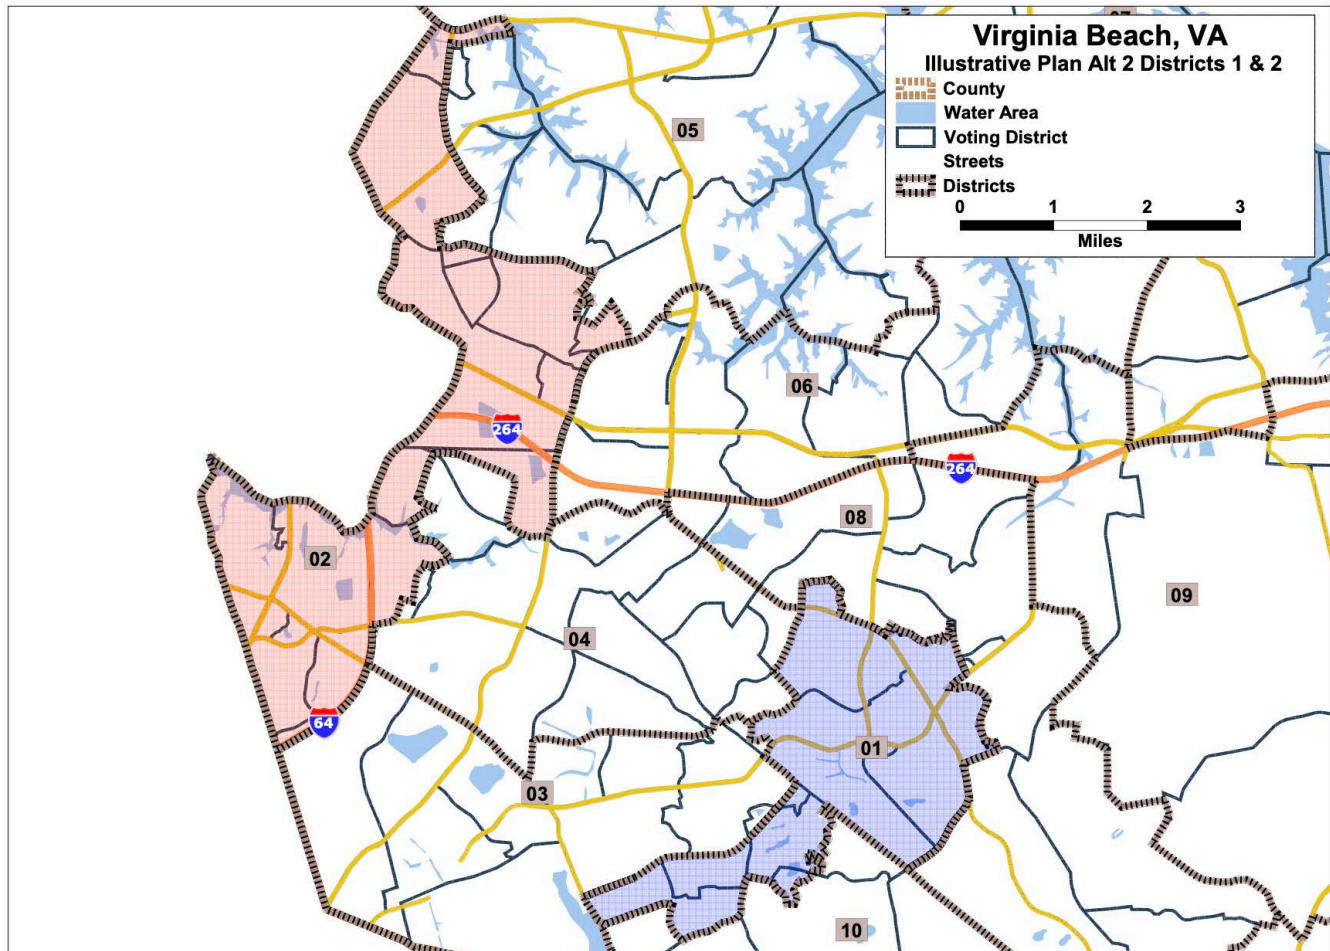 07
Virginia Beach, VA
Illustrative Plan Alt 2 Districts 1 & 2
County
Water Area
Voting District
Streets
Districts
0 1 2 3
Miles
05
06
264
264
08
02
09
04
64
01
03
10